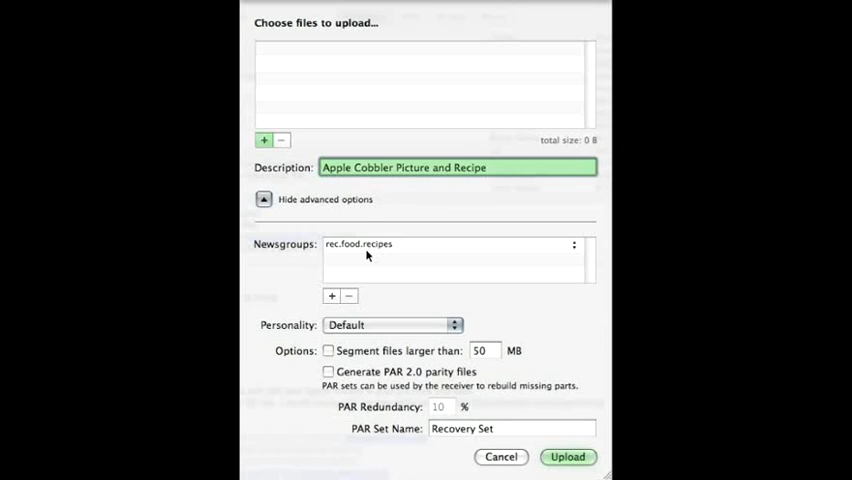 Choose files to upload...
+ −
total size: 0 B
Description: Apple Cobbler Picture and Recipe
Hide advanced options
Newsgroups: rec.food.recipes
+ −
Personality: Default
Options: Segment files larger than: 50 MB
Generate PAR 2.0 parity files
PAR sets can be used by the receiver to rebuild missing parts.
PAR Redundancy: 10 %
PAR Set Name: Recovery Set
Cancel Upload